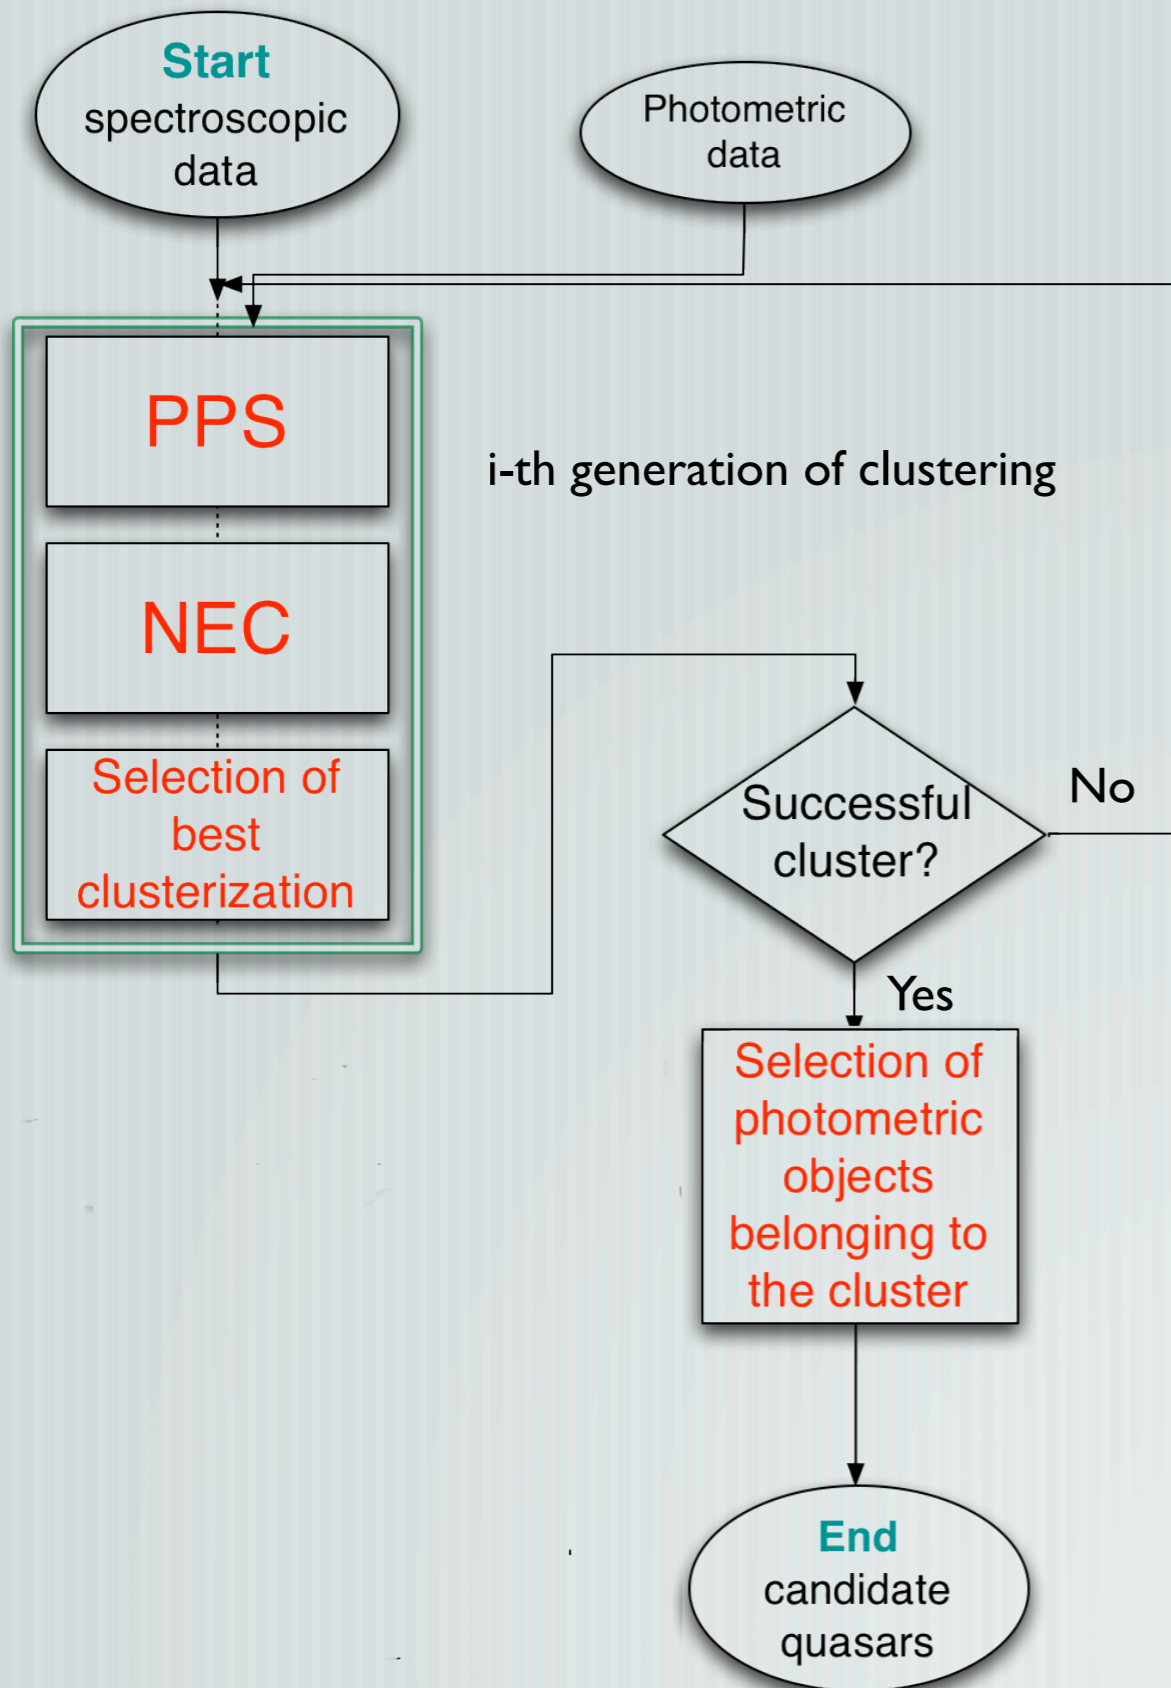 Start
spectroscopic
data
Photometric
data
PPS
i-th generation of clustering
NEC
Selection of
best
clusterization
Successful
cluster?
No
Yes
Selection of
photometric
objects
belonging to
the cluster
End
candidate
quasars